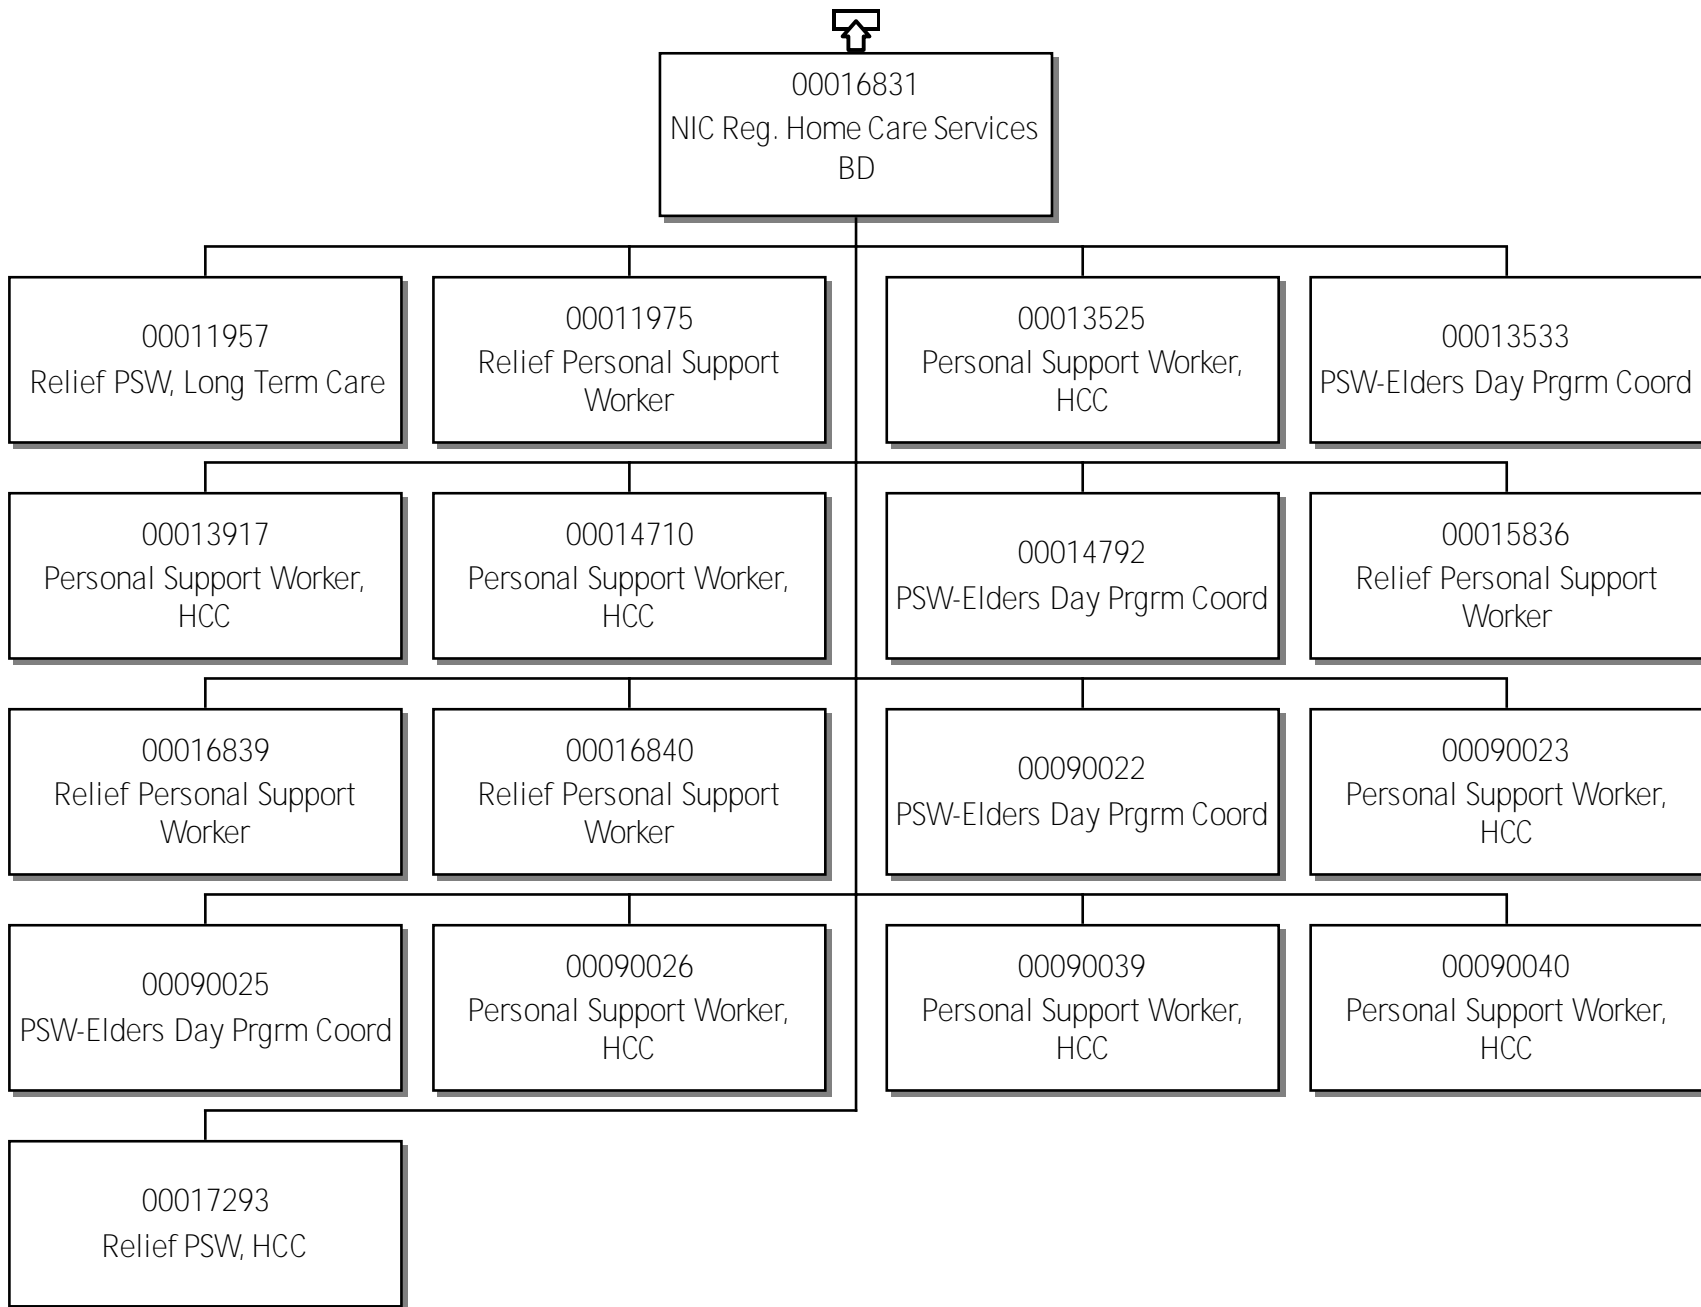 00016831
NIC Reg. Home Care Services
BD
00011957
Relief PSW, Long Term Care
00011975
Relief Personal Support
Worker
00013525
Personal Support Worker,
HCC
00013533
PSW-Elders Day Prgrm Coord
00013917
Personal Support Worker,
HCC
00014710
Personal Support Worker,
HCC
00014792
PSW-Elders Day Prgrm Coord
00015836
Relief Personal Support
Worker
00016839
Relief Personal Support
Worker
00016840
Relief Personal Support
Worker
00090022
PSW-Elders Day Prgrm Coord
00090023
Personal Support Worker,
HCC
00090025
PSW-Elders Day Prgrm Coord
00090026
Personal Support Worker,
HCC
00090039
Personal Support Worker,
HCC
00090040
Personal Support Worker,
HCC
00017293
Relief PSW, HCC